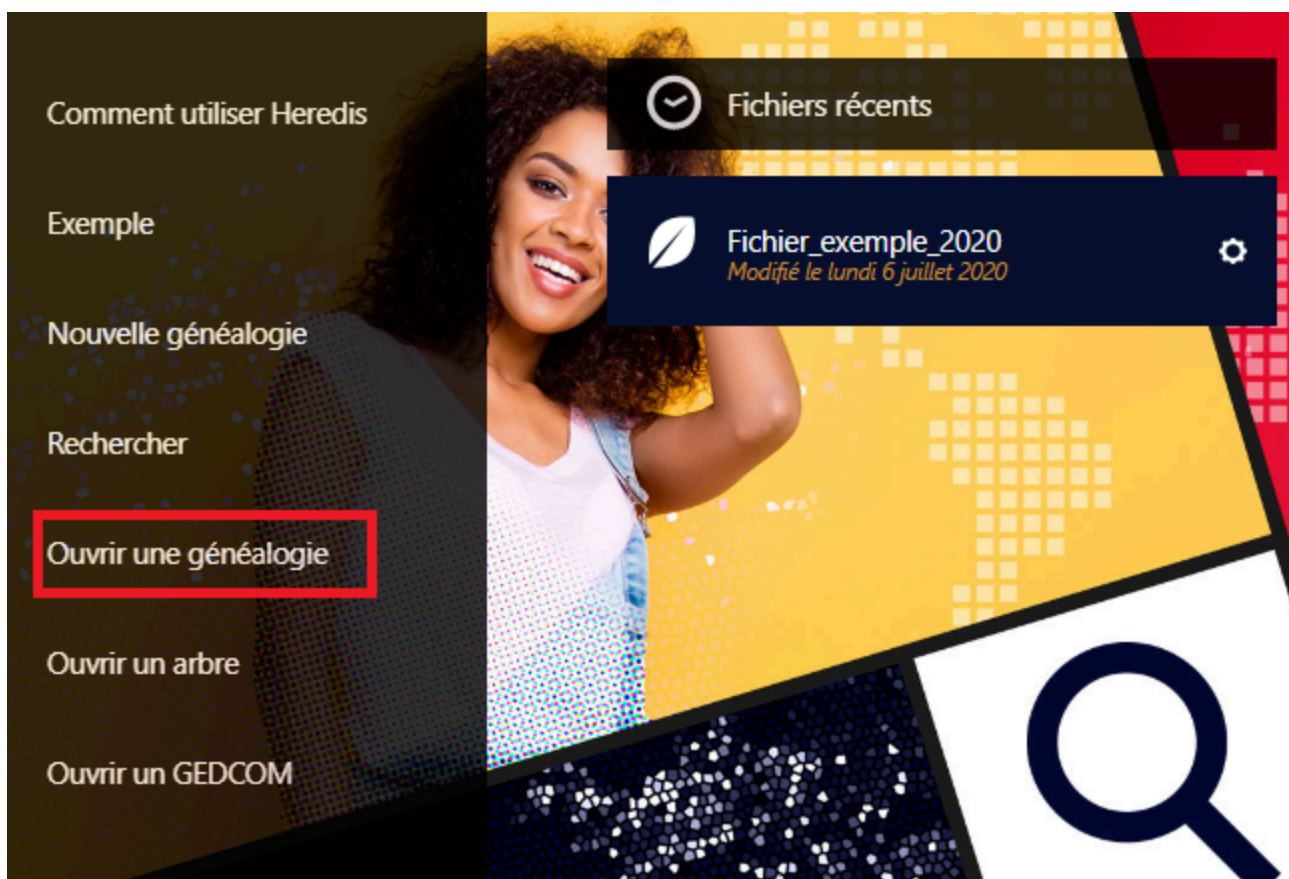 Comment utiliser Heredis
Exemple
Nouvelle généalogie
Rechercher
Ouvrir une généalogie
Ouvrir un arbre
Ouvrir un GEDCOM
Fichiers récents
Fichier_exemple_2020
Modifié le lundi 6 juillet 2020